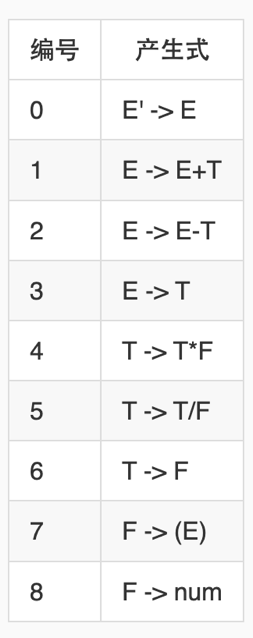 编号 产生式
0 E' -> E
1 E -> E+T
2 E -> E-T
3 E -> T
4 T -> T*F
5 T -> T/F
6 T -> F
7 F -> (E)
8 F -> num